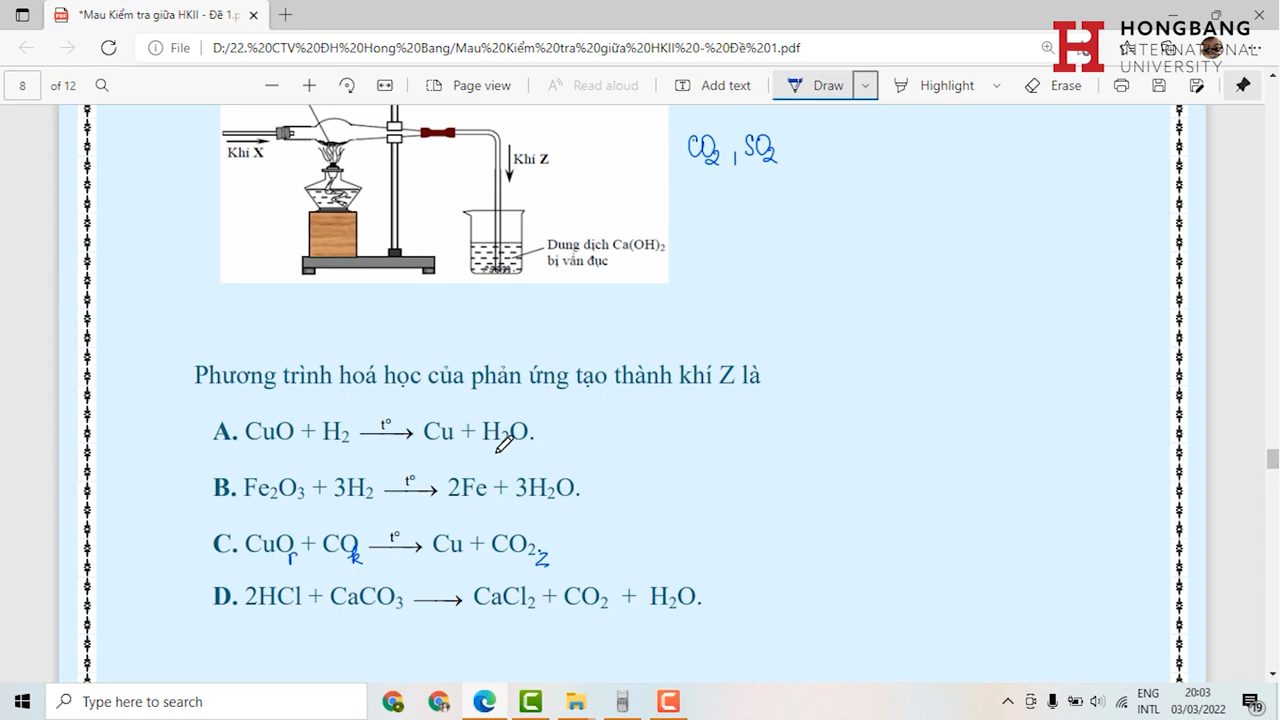 *Mau Kiểm tra giữa HKII - Đề 1.p
HONGBANG
INTERNATIONAL
UNIVERSITY
File
D:/22.%20CTV%20ĐH%20Hong%20Bang/Mau%20kiểm%20tra%20giữa%20HKII%20-%20Đề%201.pdf
8 of 12
Page view
Read aloud
Add text
Draw
Highlight
Erase
Khí X
Khí Z
CO₂ , SO₂
Dung dịch Ca(OH)₂
bị vẩn đục
Phương trình hoá học của phản ứng tạo thành khí Z là
A. CuO + H₂ —t°→ Cu + H₂O.
B. Fe₂O₃ + 3H₂ —t°→ 2Fe + 3H₂O.
C. CuO + CO —t°→ Cu + CO₂.
r k z
D. 2HCl + CaCO₃ ⟶ CaCl₂ + CO₂ + H₂O.
Type here to search
ENG
INTL
20:03
03/03/2022
19